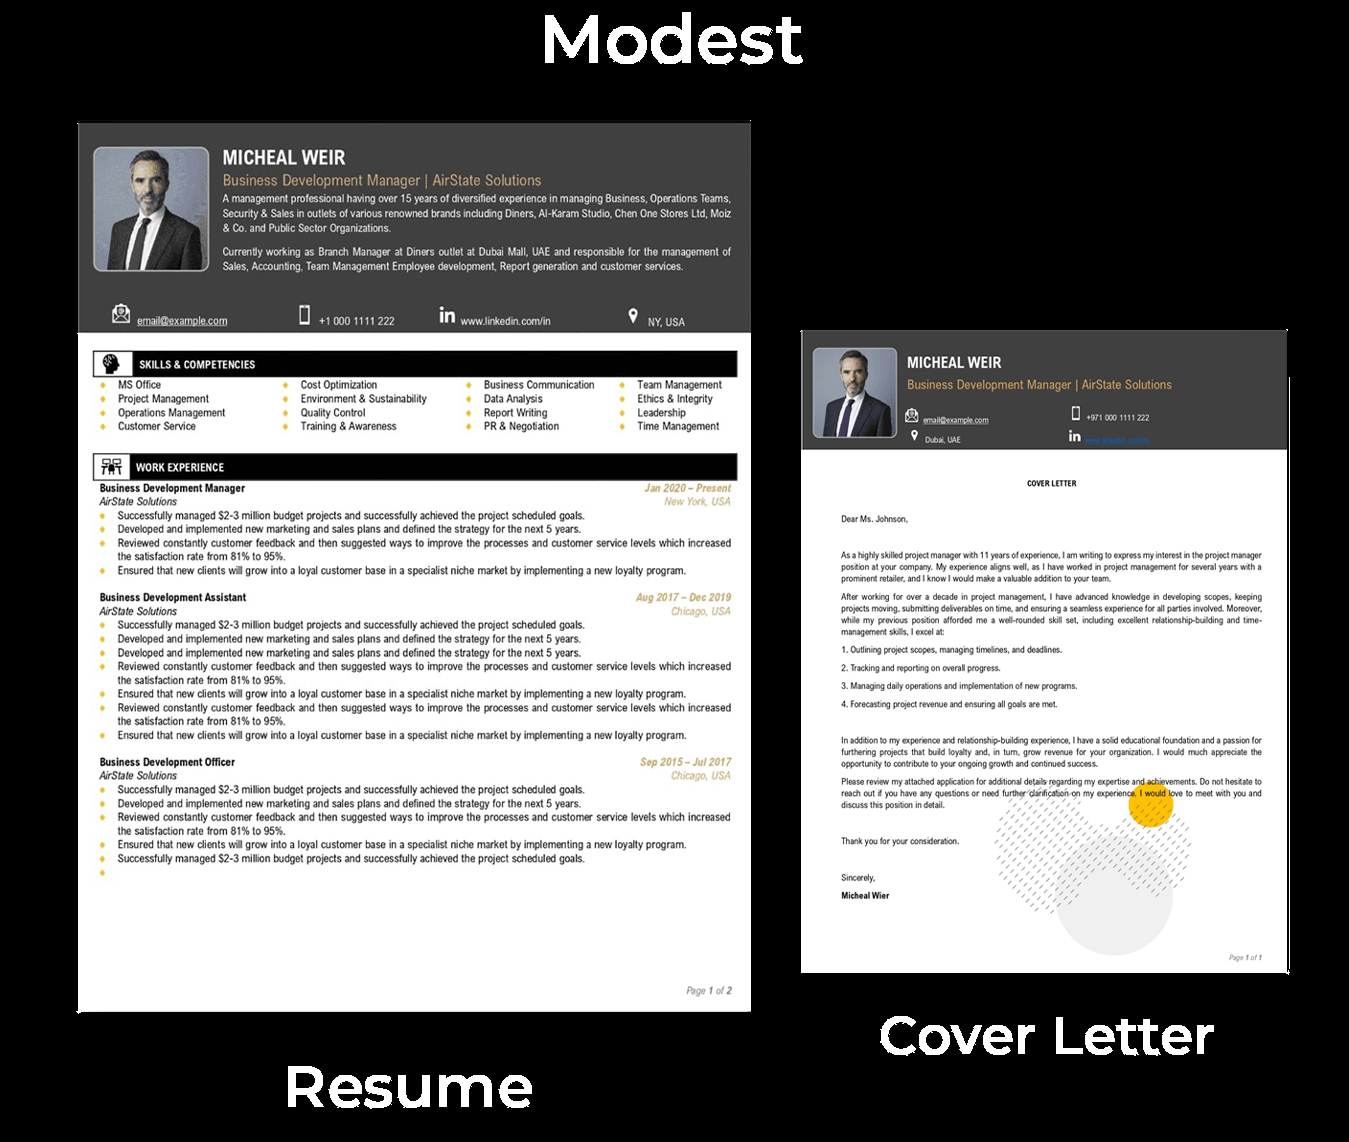 Modest
MICHEAL WEIR
Business Development Manager | AirState Solutions
A management professional having over 15 years of diversified experience in managing Business, Operations Teams,
Security & Sales in outlets of various renowned brands including Diners, Al-Karam Studio, Chen One Stores Ltd, Moiz
& Co. and Public Sector Organizations.
Currently working as Branch Manager at Diners outlet at Dubai Mall, UAE and responsible for the management of
Sales, Accounting, Team Management Employee development, Report generation and customer services.
email@example.com +1 000 1111 222 in www.linkedin.com/in NY, USA
SKILLS & COMPETENCIES
MS Office Cost Optimization Business Communication Team Management
Project Management Environment & Sustainability Data Analysis Ethics & Integrity
Operations Management Quality Control Report Writing Leadership
Customer Service Training & Awareness PR & Negotiation Time Management
WORK EXPERIENCE
Business Development Manager Jan 2020 – Present
AirState Solutions New York, USA
Successfully managed $2-3 million budget projects and successfully achieved the project scheduled goals.
Developed and implemented new marketing and sales plans and defined the strategy for the next 5 years.
Reviewed constantly customer feedback and then suggested ways to improve the processes and customer service levels which increased
the satisfaction rate from 81% to 95%.
Ensured that new clients will grow into a loyal customer base in a specialist niche market by implementing a new loyalty program.
Business Development Assistant Aug 2017 – Dec 2019
AirState Solutions Chicago, USA
Successfully managed $2-3 million budget projects and successfully achieved the project scheduled goals.
Developed and implemented new marketing and sales plans and defined the strategy for the next 5 years.
Developed and implemented new marketing and sales plans and defined the strategy for the next 5 years.
Reviewed constantly customer feedback and then suggested ways to improve the processes and customer service levels which increased
the satisfaction rate from 81% to 95%.
Ensured that new clients will grow into a loyal customer base in a specialist niche market by implementing a new loyalty program.
Reviewed constantly customer feedback and then suggested ways to improve the processes and customer service levels which increased
the satisfaction rate from 81% to 95%.
Ensured that new clients will grow into a loyal customer base in a specialist niche market by implementing a new loyalty program.
Business Development Officer Sep 2015 – Jul 2017
AirState Solutions Chicago, USA
Successfully managed $2-3 million budget projects and successfully achieved the project scheduled goals.
Developed and implemented new marketing and sales plans and defined the strategy for the next 5 years.
Reviewed constantly customer feedback and then suggested ways to improve the processes and customer service levels which increased
the satisfaction rate from 81% to 95%.
Ensured that new clients will grow into a loyal customer base in a specialist niche market by implementing a new loyalty program.
Successfully managed $2-3 million budget projects and successfully achieved the project scheduled goals.
Page 1 of 2
Resume
MICHEAL WEIR
Business Development Manager | AirState Solutions
email@example.com +971 000 1111 222
Dubai, UAE in
COVER LETTER
Dear Ms. Johnson,
As a highly skilled project manager with 11 years of experience, I am writing to express my interest in the project manager
position at your company. My experience aligns well, as I have worked in project management for several years with a
prominent retailer, and I know I would make a valuable addition to your team.
After working for over a decade in project management, I have advanced knowledge in developing scopes, keeping
projects moving, submitting deliverables on time, and ensuring a seamless experience for all parties involved. Moreover,
while my previous position afforded me a well-rounded skill set, including excellent relationship-building and time-
management skills, I excel at:
1. Outlining project scopes, managing timelines, and deadlines.
2. Tracking and reporting on overall progress.
3. Managing daily operations and implementation of new programs.
4. Forecasting project revenue and ensuring all goals are met.
In addition to my experience and relationship-building experience, I have a solid educational foundation and a passion for
furthering projects that build loyalty and, in turn, grow revenue for your organization. I would much appreciate the
opportunity to contribute to your ongoing growth and continued success.
Please review my attached application for additional details regarding my expertise and achievements. Do not hesitate to
reach out if you have any questions or need further clarification on my experience. I would love to meet with you and
discuss this position in detail.
Thank you for your consideration.
Sincerely,
Micheal Wier
Page 1 of 1
Cover Letter